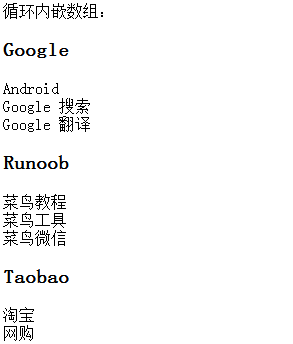 循环内嵌数组：
Google
Android
Google 搜索
Google 翻译
Runoob
菜鸟教程
菜鸟工具
菜鸟微信
Taobao
淘宝
网购